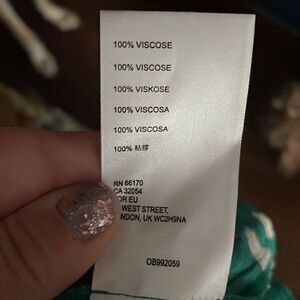 100% VISCOSE
100% VISCOSE
100% VISKOSE
100% VISCOSA
100% VISCOSA
100% 粘膠
RN 66170
CA 32054
OR EU
WEST STREET,
NDON, UK WC2H9NA
OB992059